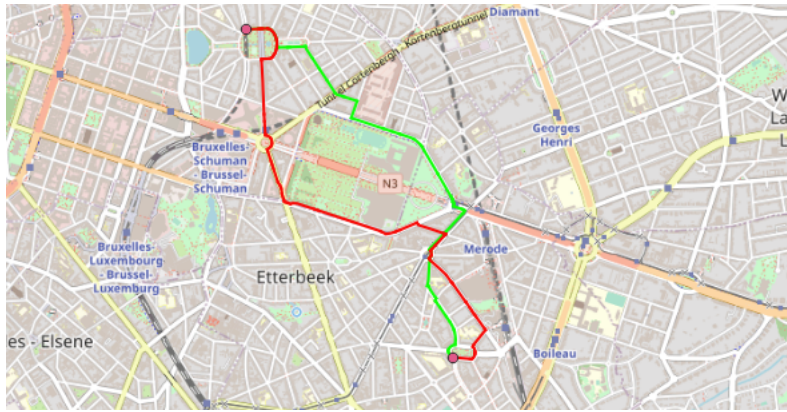 Diamant
Tunnel Cortenbergh - Kortenbergtunnel
W
La
L
Georges
Henri
Bruxelles-
Schuman
- Brussel-
Schuman
N3
Bruxelles-
Luxembourg
- Brussel-
Luxemburg
Merode
Etterbeek
es - Elsene
Boileau